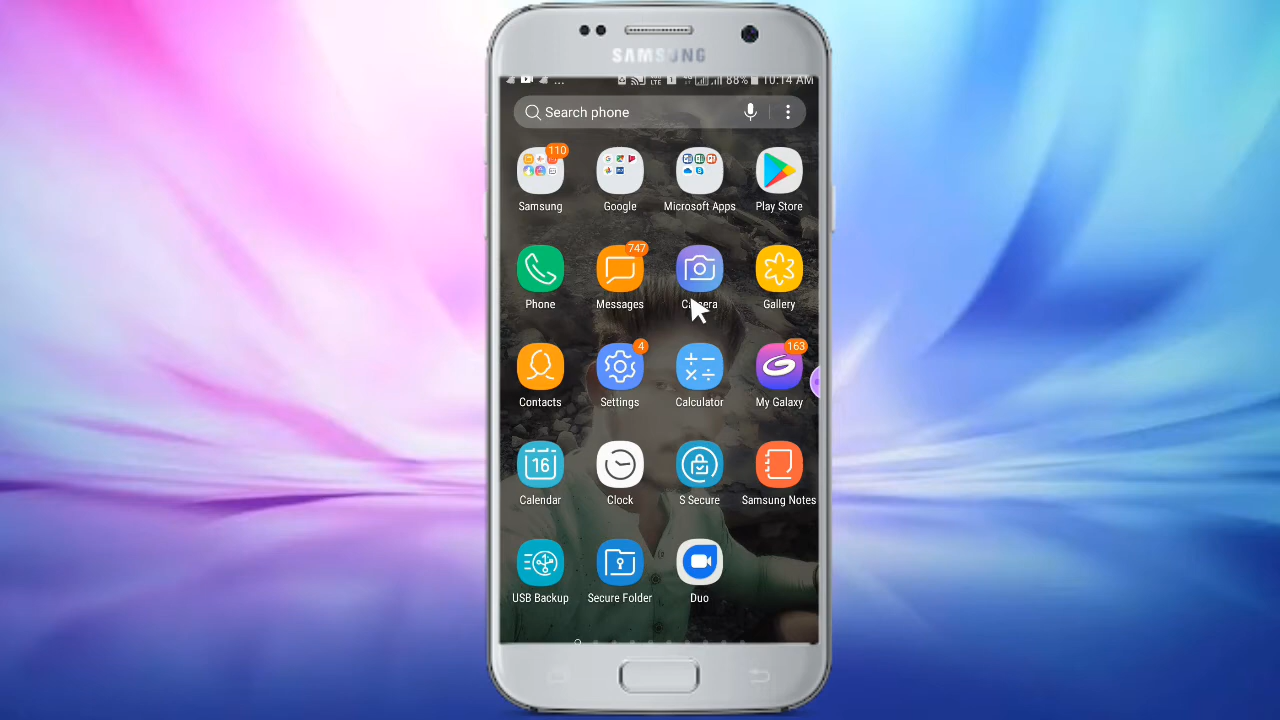 SAMSUNG
... LTE 88% 10:14 AM
Search phone
110
Samsung Google Microsoft Apps Play Store
747
Phone Messages Camera Gallery
4 163
Contacts Settings Calculator My Galaxy
16
Calendar Clock S Secure Samsung Notes
USB Backup Secure Folder Duo